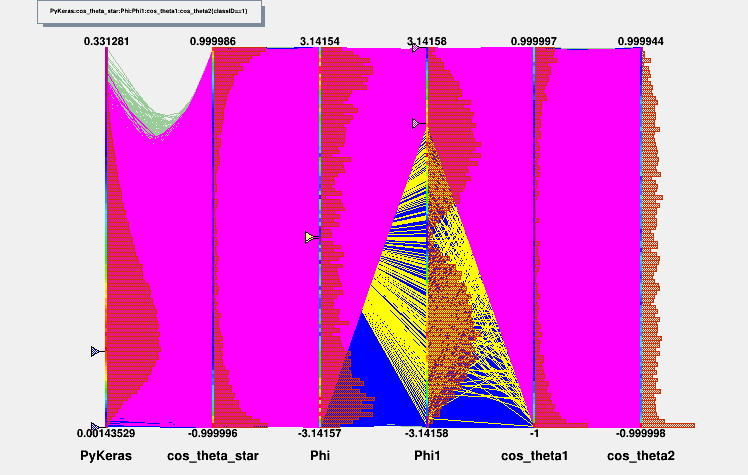 PyKeras:cos_theta_star:Phi:Phi1:cos_theta1:cos_theta2(classID==1)
0.331281 0.999986 3.14154 3.14158 0.999997 0.999944
0.00143529 -0.999996 -3.14157 -3.14158 -1 -0.999998
PyKeras cos_theta_star Phi Phi1 cos_theta1 cos_theta2